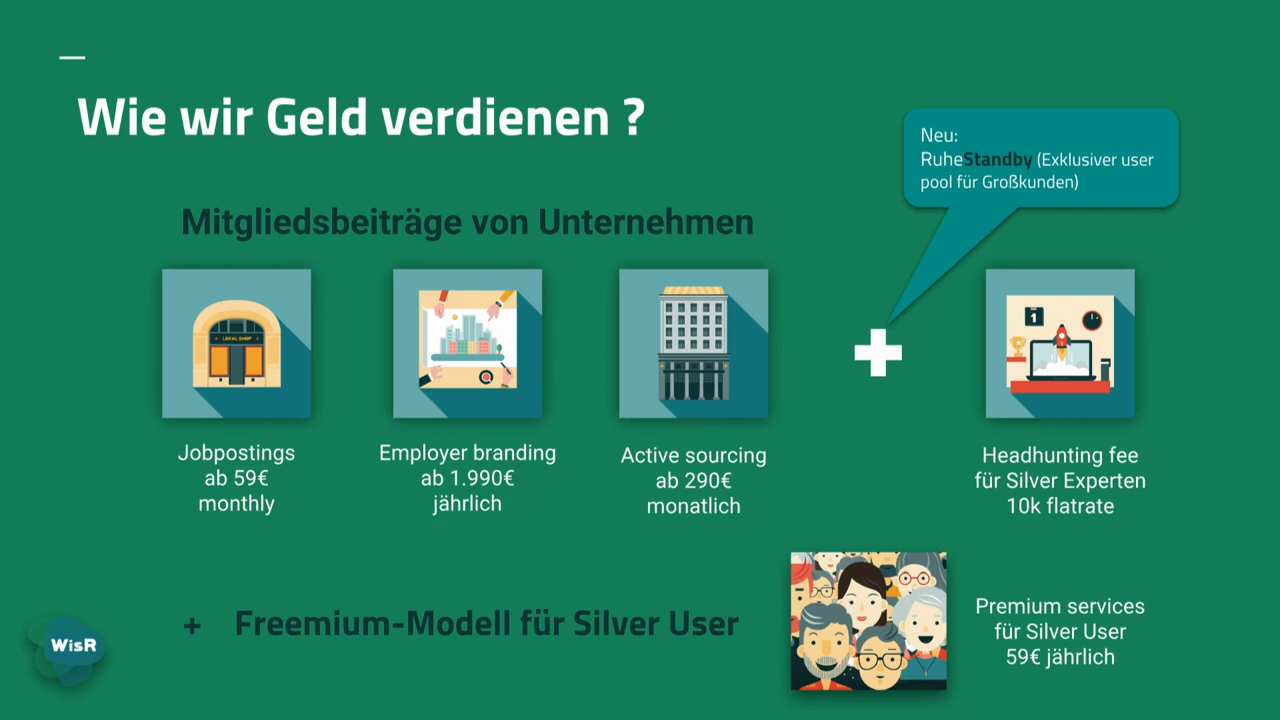 Wie wir Geld verdienen ?
Neu:
RuheStandby (Exklusiver user
pool für Großkunden)
Mitgliedsbeiträge von Unternehmen
LOCAL SHOP
1
Jobpostings
ab 59€
monthly
Employer branding
ab 1.990€
jährlich
Active sourcing
ab 290€
monatlich
Headhunting fee
für Silver Experten
10k flatrate
+ Freemium-Modell für Silver User
Premium services
für Silver User
59€ jährlich
WisR